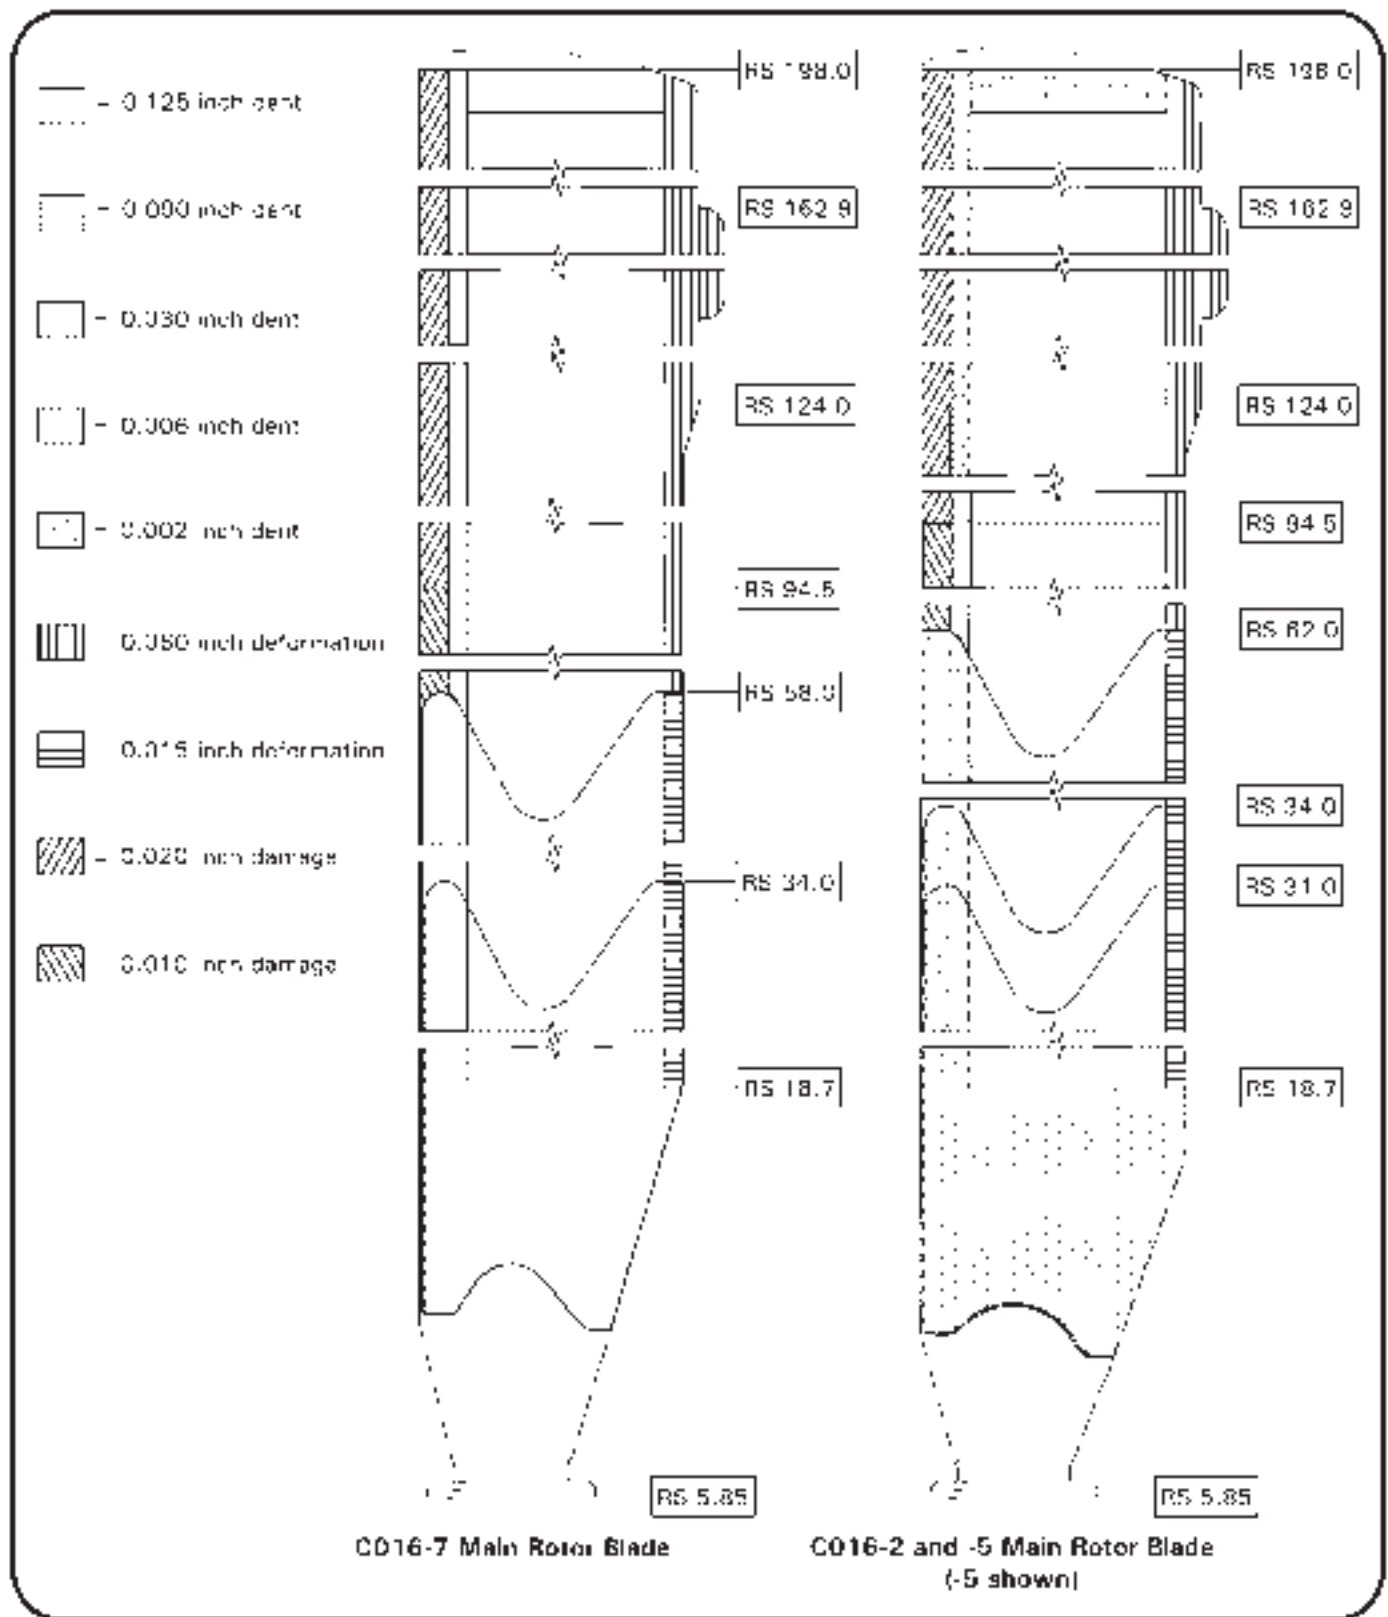 - 0.125 inch dent
- 0.090 inch dent
- 0.030 inch dent
- 0.006 inch dent
- 0.002 inch dent
0.050 inch deformation
0.015 inch deformation
- 0.020 inch damage
0.010 inch damage
RS 198.0
RS 162.9
RS 124.0
RS 94.5
RS 58.0
RS 34.0
RS 18.7
RS 5.85
C016-7 Main Rotor Blade
RS 198.0
RS 162.9
RS 124.0
RS 94.5
RS 62.0
RS 34.0
RS 31.0
RS 18.7
RS 5.85
C016-2 and -5 Main Rotor Blade
(-5 shown)